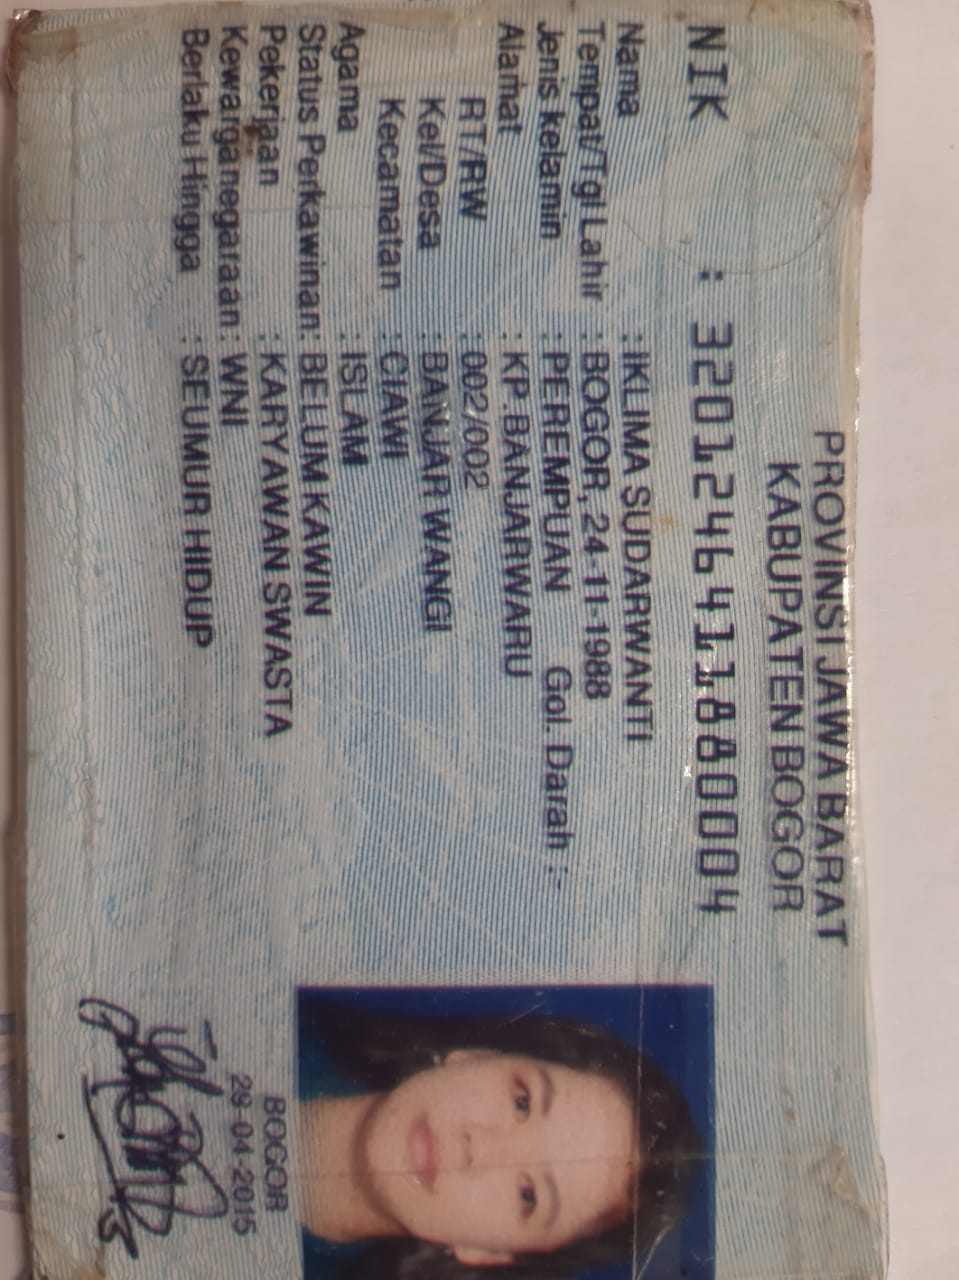 PROVINSI JAWA BARAT
KABUPATEN BOGOR
NIK : 3201246411880004
Nama : IKLIMA SUDARWANTI
Tempat/Tgl Lahir : BOGOR, 24-11-1988
Jenis kelamin : PEREMPUAN Gol. Darah :-
Alamat : KP.BANJARWARU
RT/RW : 002/002
Kel/Desa : BANJAR WANGI
Kecamatan : CIAWI
Agama : ISLAM
Status Perkawinan: BELUM KAWIN
Pekerjaan : KARYAWAN SWASTA
Kewarganegaraan: WNI
Berlaku Hingga : SEUMUR HIDUP
BOGOR
29-04-2015